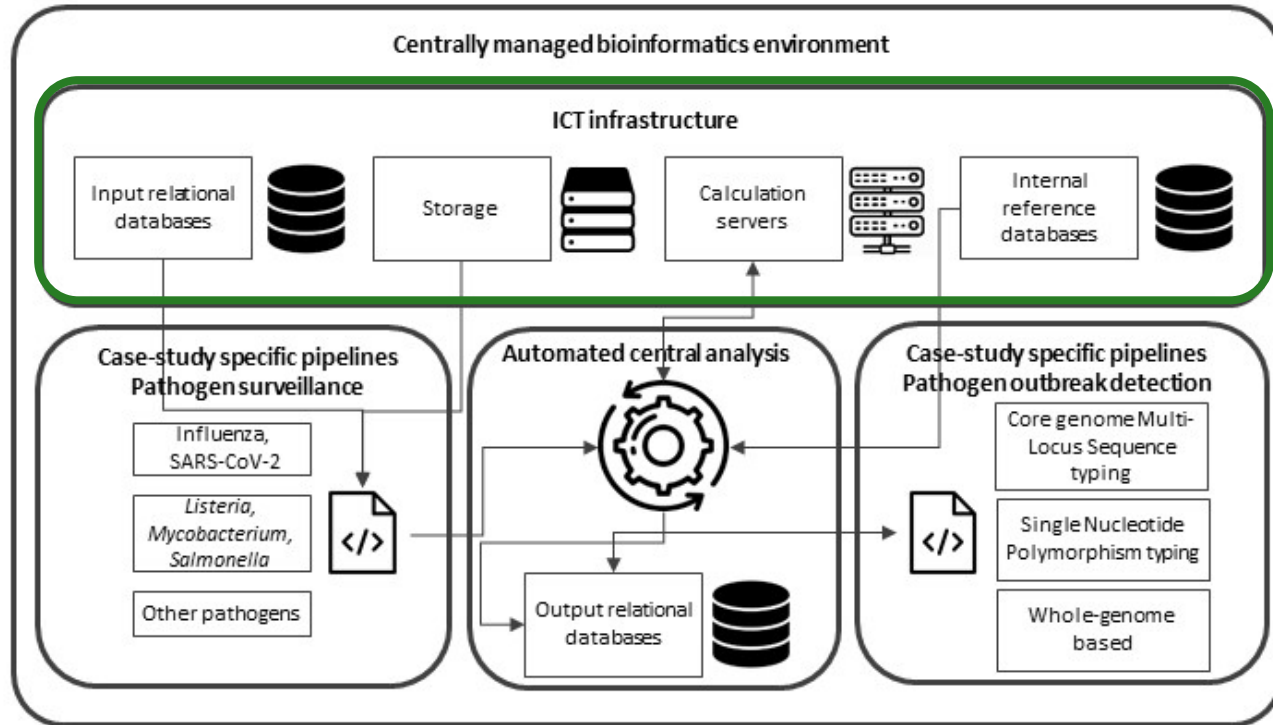 Centrally managed bioinformatics environment
ICT infrastructure
Input relational
databases
Storage
Calculation
servers
Internal
reference
databases
Case-study specific pipelines
Pathogen surveillance
Influenza,
SARS-CoV-2
Listeria,
Mycobacterium,
Salmonella
Other pathogens
</>
Automated central analysis
Output relational
databases
Case-study specific pipelines
Pathogen outbreak detection
</>
Core genome Multi-
Locus Sequence
typing
Single Nucleotide
Polymorphism typing
Whole-genome
based